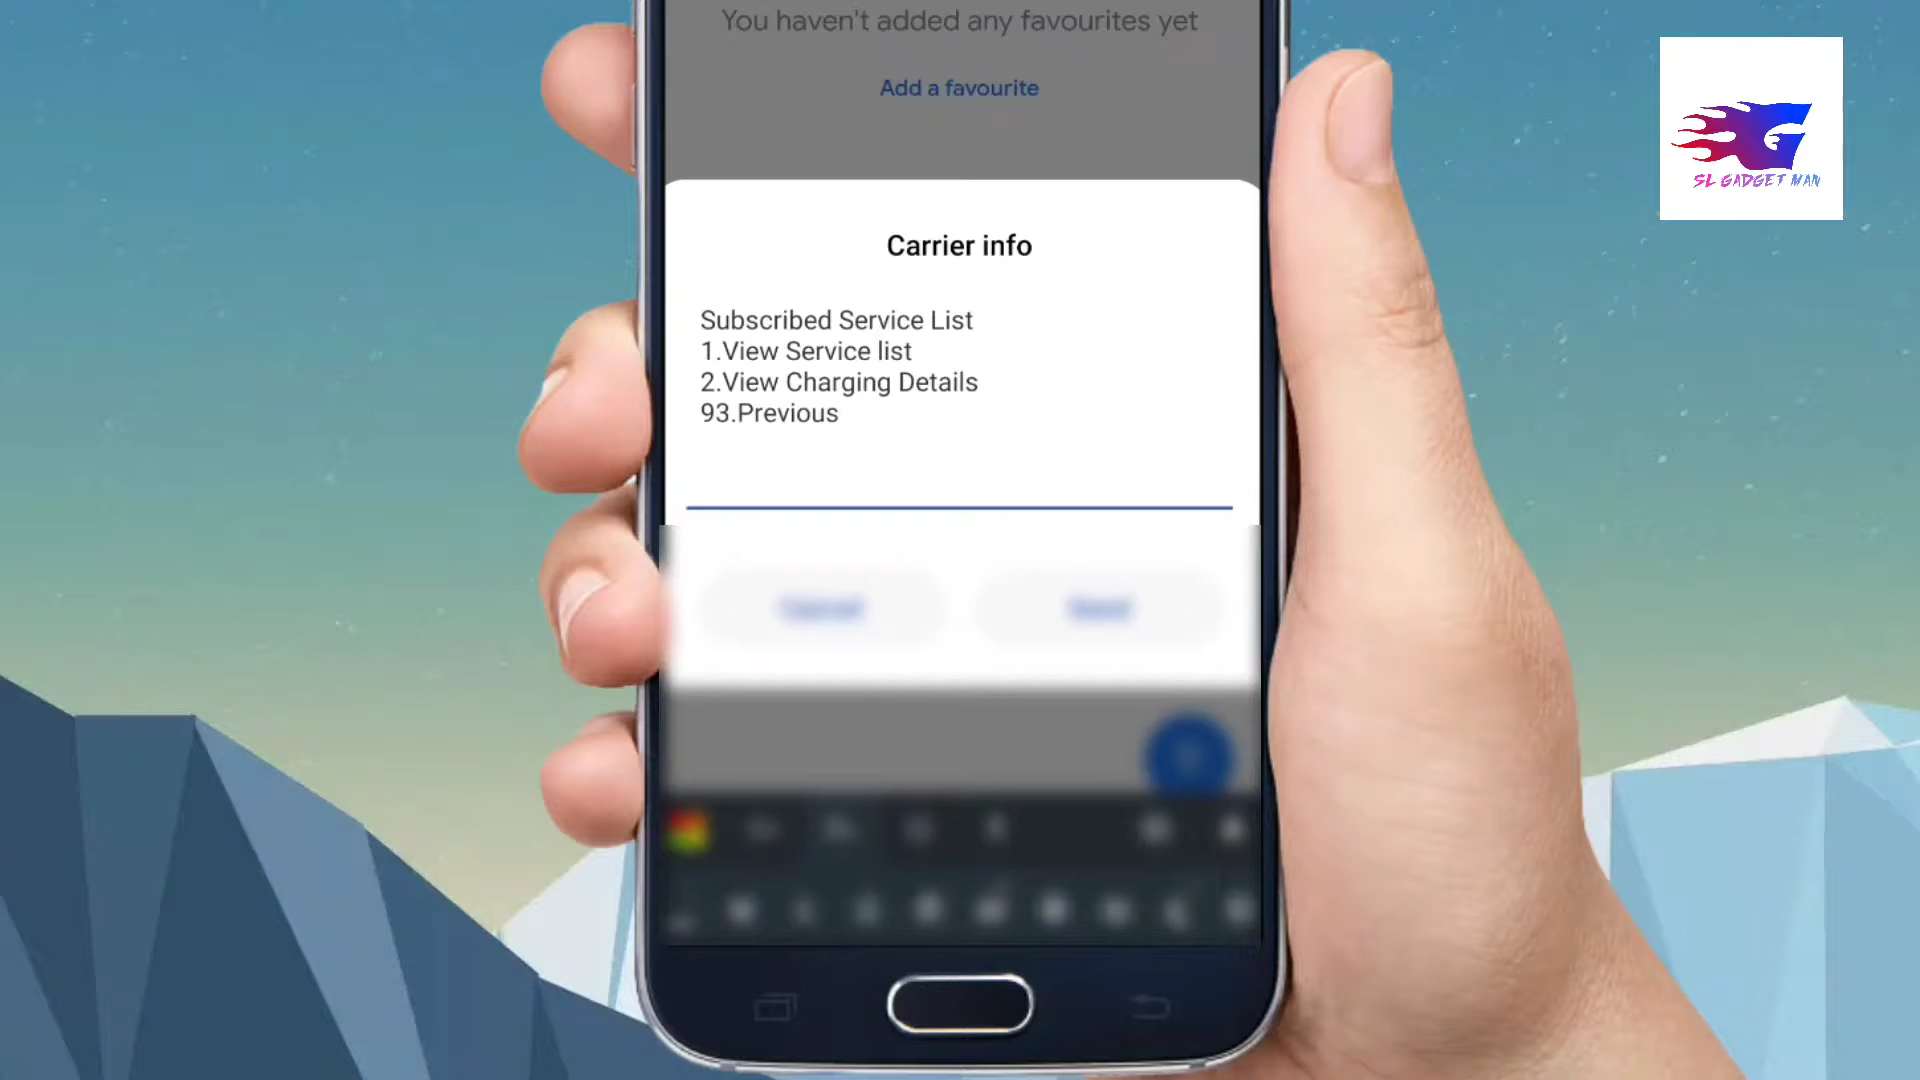 You haven't added any favourites yet
Add a favourite
SL GADGET MAN
Carrier info
Subscribed Service List
1.View Service list
2.View Charging Details
93.Previous